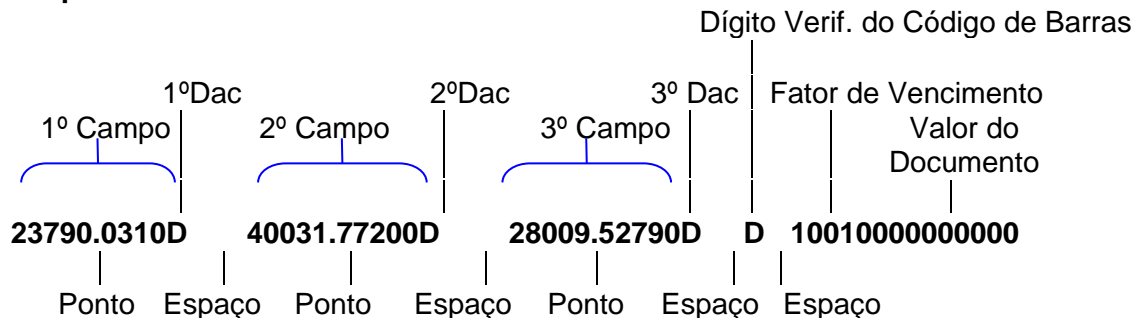 Dígito Verif. do Código de Barras
1ºDac 2ºDac 3º Dac Fator de Vencimento
1º Campo 2º Campo 3º Campo Valor do
Documento
23790.0310D 40031.77200D 28009.52790D D 10010000000000
Ponto Espaço Ponto Espaço Ponto Espaço Espaço